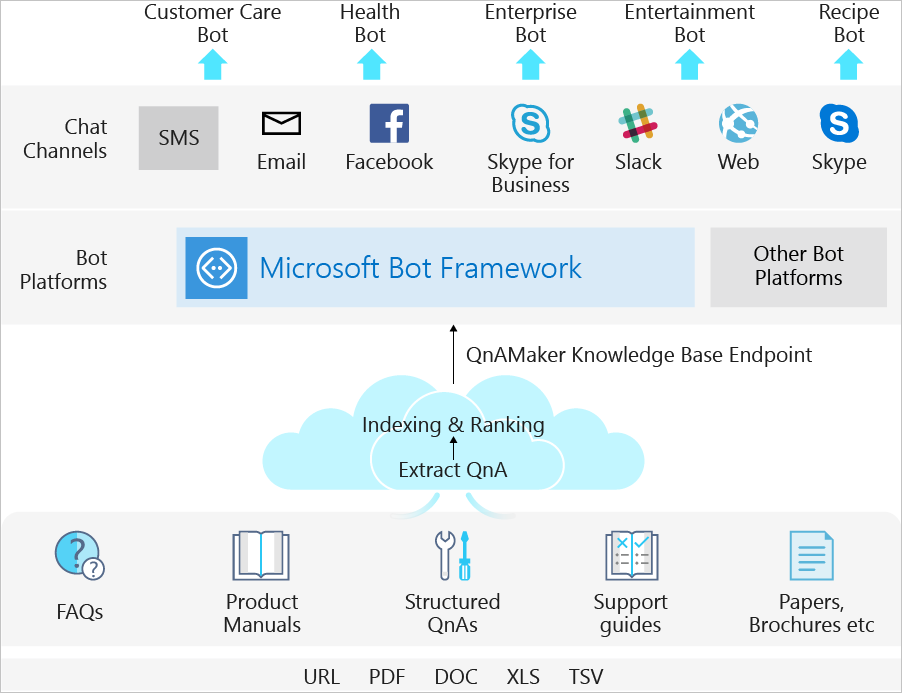 Customer Care Bot
Health Bot
Enterprise Bot
Entertainment Bot
Recipe Bot
Chat Channels
SMS
Email
Facebook
Skype for Business
Slack
Web
Skype
Bot Platforms
Microsoft Bot Framework
Other Bot Platforms
QnAMaker Knowledge Base Endpoint
Indexing & Ranking
Extract QnA
FAQs
Product Manuals
Structured QnAs
Support guides
Papers, Brochures etc
URL PDF DOC XLS TSV